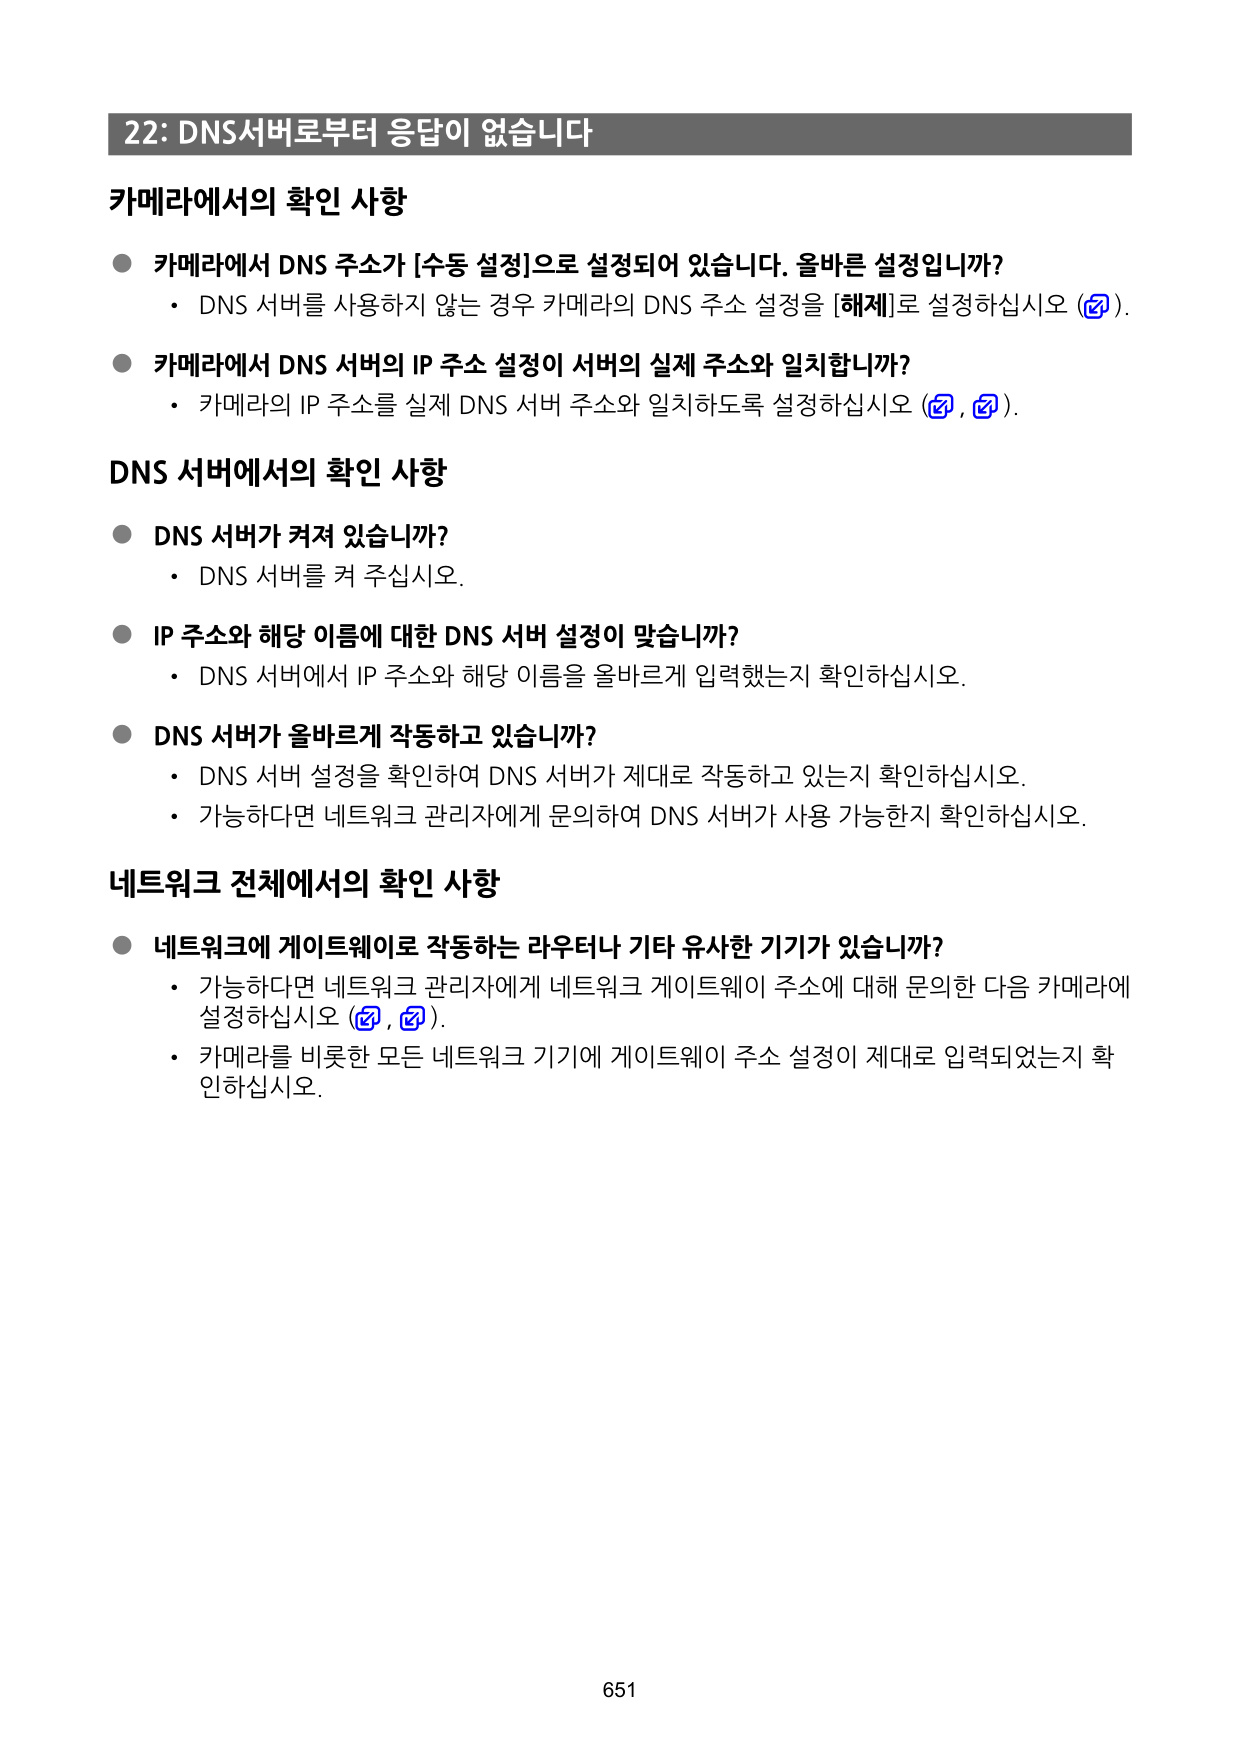 22: DNS서버로부터 응답이 없습니다
카메라에서의 확인 사항
● 카메라에서 DNS 주소가 [수동 설정]으로 설정되어 있습니다. 올바른 설정입니까?
• DNS 서버를 사용하지 않는 경우 카메라의 DNS 주소 설정을 [해제]로 설정하십시오 ( ).
● 카메라에서 DNS 서버의 IP 주소 설정이 서버의 실제 주소와 일치합니까?
• 카메라의 IP 주소를 실제 DNS 서버 주소와 일치하도록 설정하십시오 ( , ).
DNS 서버에서의 확인 사항
● DNS 서버가 켜져 있습니까?
• DNS 서버를 켜 주십시오.
● IP 주소와 해당 이름에 대한 DNS 서버 설정이 맞습니까?
• DNS 서버에서 IP 주소와 해당 이름을 올바르게 입력했는지 확인하십시오.
● DNS 서버가 올바르게 작동하고 있습니까?
• DNS 서버 설정을 확인하여 DNS 서버가 제대로 작동하고 있는지 확인하십시오.
• 가능하다면 네트워크 관리자에게 문의하여 DNS 서버가 사용 가능한지 확인하십시오.
네트워크 전체에서의 확인 사항
● 네트워크에 게이트웨이로 작동하는 라우터나 기타 유사한 기기가 있습니까?
• 가능하다면 네트워크 관리자에게 네트워크 게이트웨이 주소에 대해 문의한 다음 카메라에
설정하십시오 ( , ).
• 카메라를 비롯한 모든 네트워크 기기에 게이트웨이 주소 설정이 제대로 입력되었는지 확
인하십시오.
651